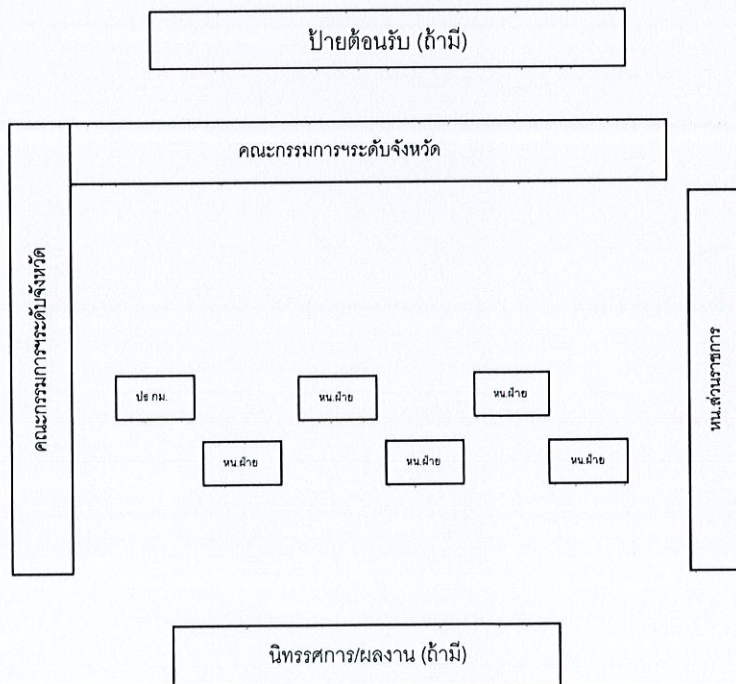 ป้ายต้อนรับ (ถ้ามี)
คณะกรรมการฯระดับจังหวัด
คณะกรรมการฯระดับจังหวัด
หน.ส่วนราชการ
ปธ กม.
หน.ฝ่าย
หน.ฝ่าย
หน.ฝ่าย
หน.ฝ่าย
หน.ฝ่าย
นิทรรศการ/ผลงาน (ถ้ามี)